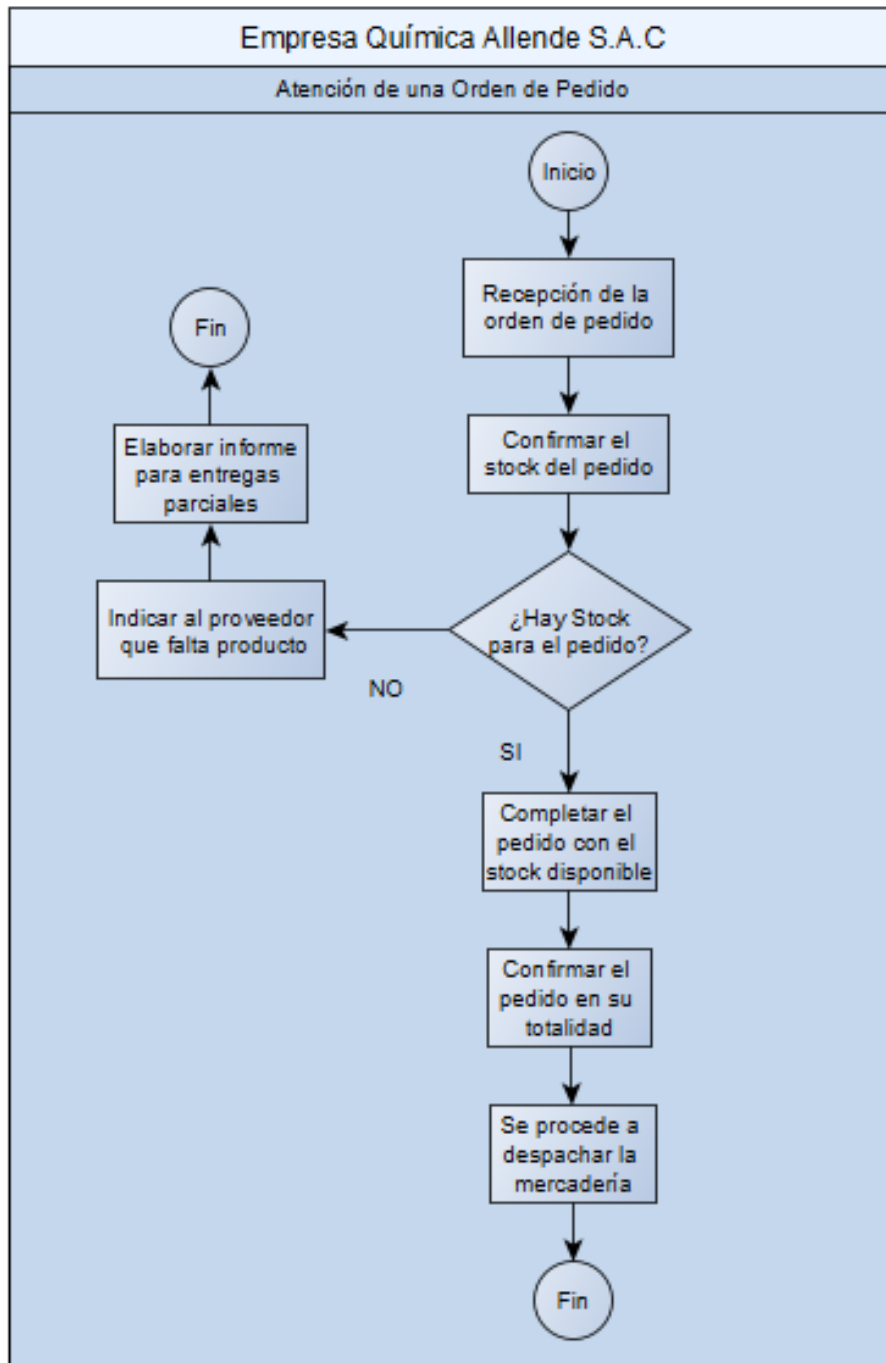 Empresa Química Allende S.A.C
Atención de una Orden de Pedido
Inicio
Recepción de la
orden de pedido
Confirmar el
stock del pedido
¿Hay Stock
para el pedido?
NO
Indicar al proveedor
que falta producto
Elaborar informe
para entregas
parciales
Fin
SI
Completar el
pedido con el
stock disponible
Confirmar el
pedido en su
totalidad
Se procede a
despachar la
mercadería
Fin